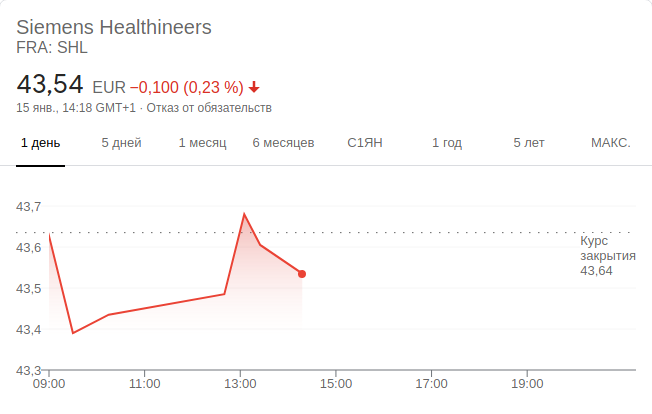 Siemens Healthineers
FRA: SHL
43,54 EUR −0,100 (0,23 %)
15 янв., 14:18 GMT+1 · Отказ от обязательств
1 день 5 дней 1 месяц 6 месяцев С1ЯН 1 год 5 лет МАКС.
43,7
43,6
43,5
43,4
43,3
Курс
закрытия
43,64
09:00 11:00 13:00 15:00 17:00 19:00